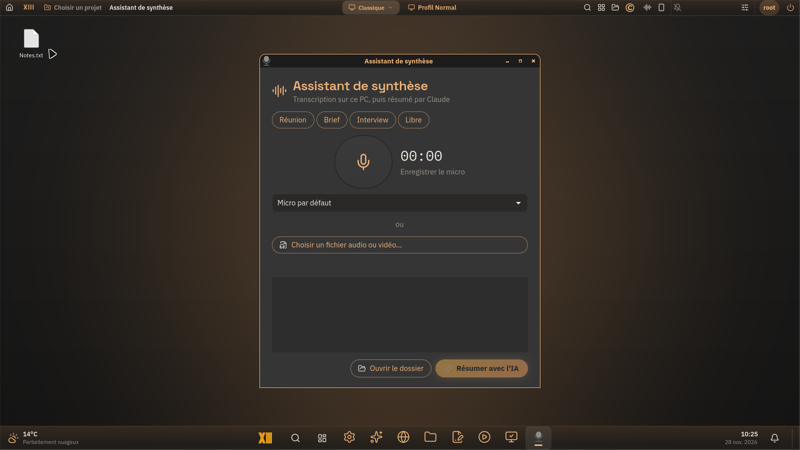 XIII
Choisir un projet
Assistant de synthèse
Classique
Profil Normal
root
Notes.txt
Assistant de synthèse
Assistant de synthèse
Transcription sur ce PC, puis résumé par Claude
Réunion
Brief
Interview
Libre
00:00
Enregistrer le micro
Micro par défaut
ou
Choisir un fichier audio ou vidéo...
Ouvrir le dossier
Résumer avec l'IA
14°C
Partiellement nuageux
XIII
10:25
28 nov. 2026